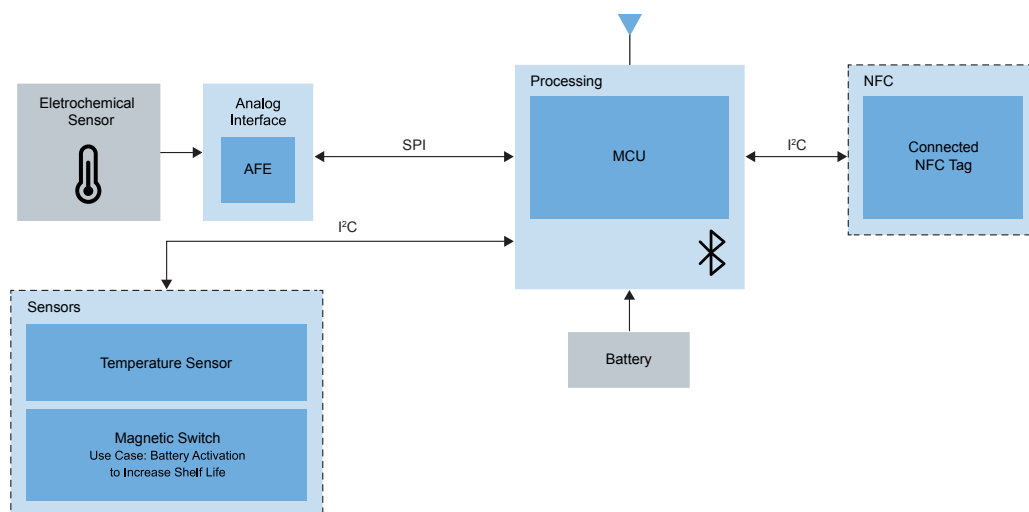 Eletrochemical
Sensor
Analog
Interface
AFE
SPI
Processing
MCU
I²C
NFC
Connected
NFC Tag
I²C
Sensors
Temperature Sensor
Magnetic Switch
Use Case: Battery Activation
to Increase Shelf Life
Battery